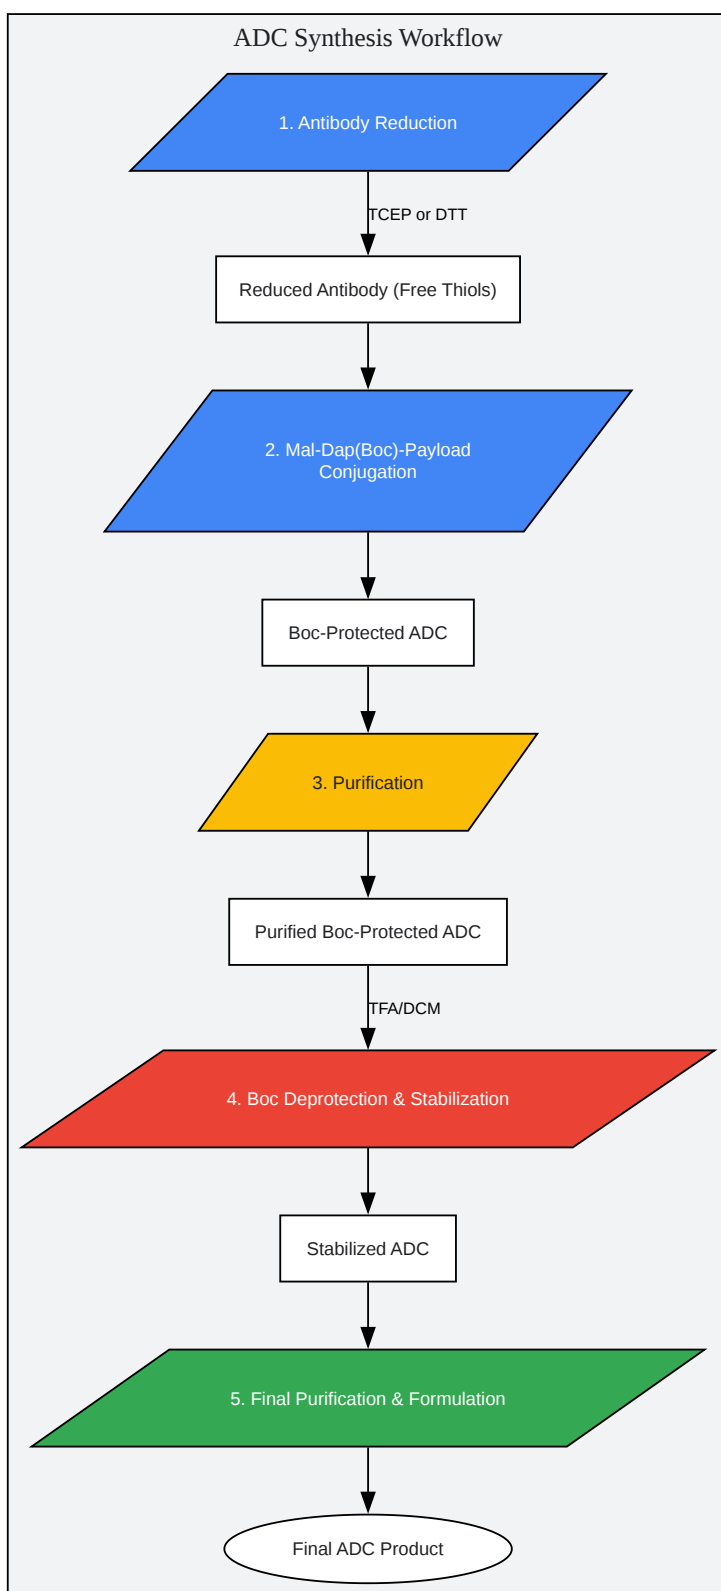 ADC Synthesis Workflow
1. Antibody Reduction
TCEP or DTT
Reduced Antibody (Free Thiols)
2. Mal-Dap(Boc)-Payload
Conjugation
Boc-Protected ADC
3. Purification
Purified Boc-Protected ADC
TFA/DCM
4. Boc Deprotection & Stabilization
Stabilized ADC
5. Final Purification & Formulation
Final ADC Product